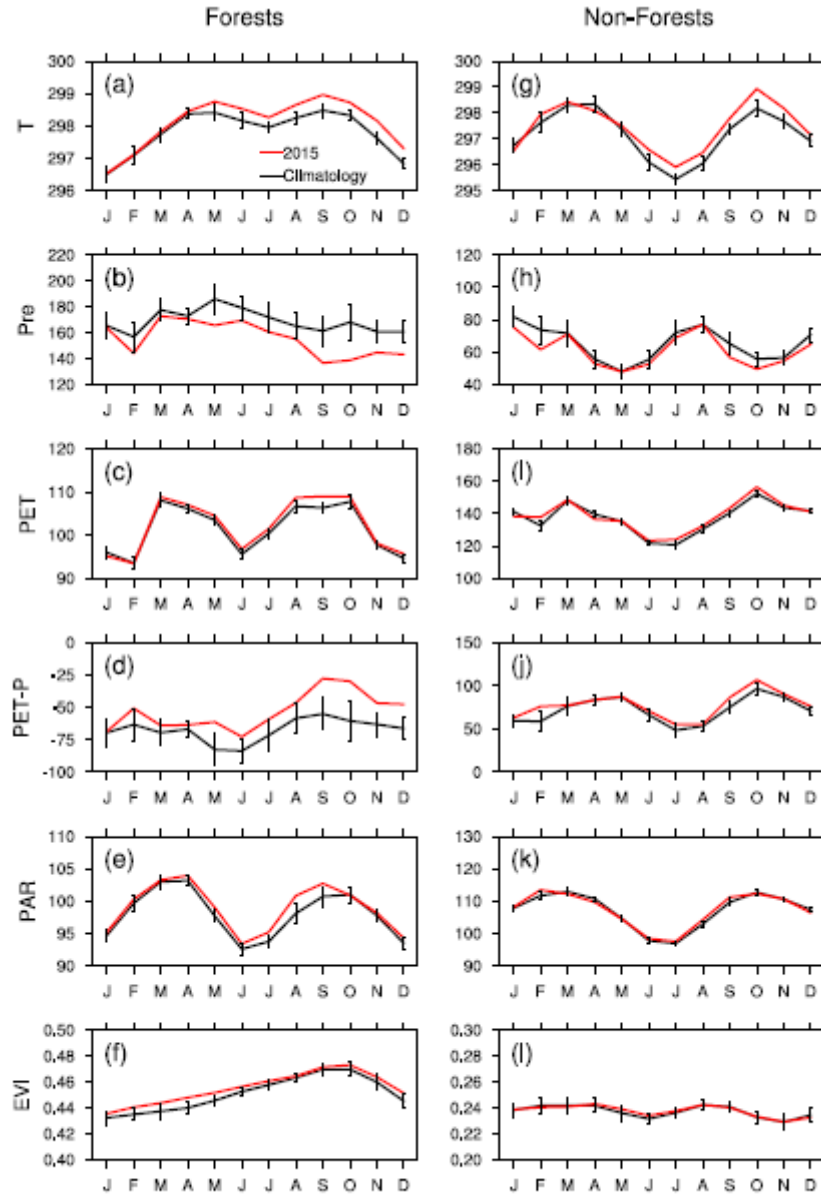 Forests Non-Forests
(a) (g)
T
300 299 298 297 296
2015
Climatology
300 299 298 297 296 295
J F M A M J J A S O N D J F M A M J J A S O N D
(b) (h)
Pre
220 200 180 160 140 120
120 100 80 60 40
J F M A M J J A S O N D J F M A M J J A S O N D
(c) (I)
PET
120 110 100 90
180 160 140 120 100
J F M A M J J A S O N D J F M A M J J A S O N D
(d) (j)
PET-P
0 -25 -50 -75 -100
150 100 50 0
J F M A M J J A S O N D J F M A M J J A S O N D
(e) (k)
PAR
110 105 100 95 90
130 120 110 100 90
J F M A M J J A S O N D J F M A M J J A S O N D
(f) (l)
EVI
0.50 0.48 0.46 0.44 0.42 0.40
0.30 0.28 0.26 0.24 0.22 0.20
J F M A M J J A S O N D J F M A M J J A S O N D